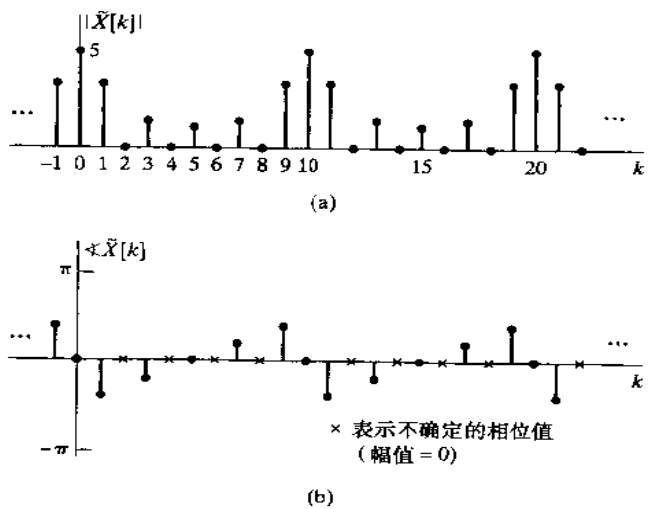 |X̃[k]|
5
... ...
–1 0 1 2 3 4 5 6 7 8 9 10 15 20 k
(a)
∢X̃[k]
π
... ...
k
× 表示不确定的相位值
(幅值 = 0)
–π
(b)